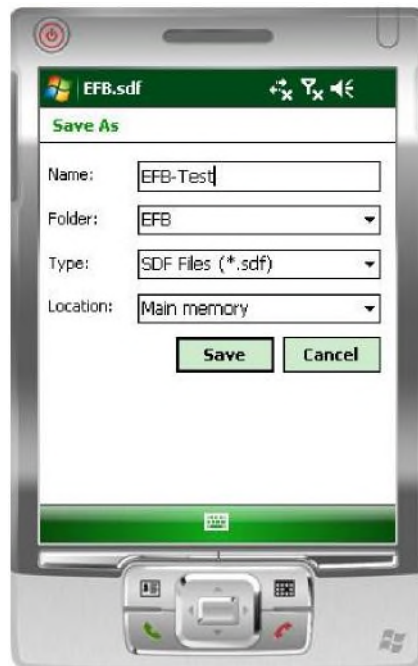 EFB.sdf
Save As
Name: EFB-Test
Folder: EFB
Type: SDF Files (*.sdf)
Location: Main memory
Save Cancel